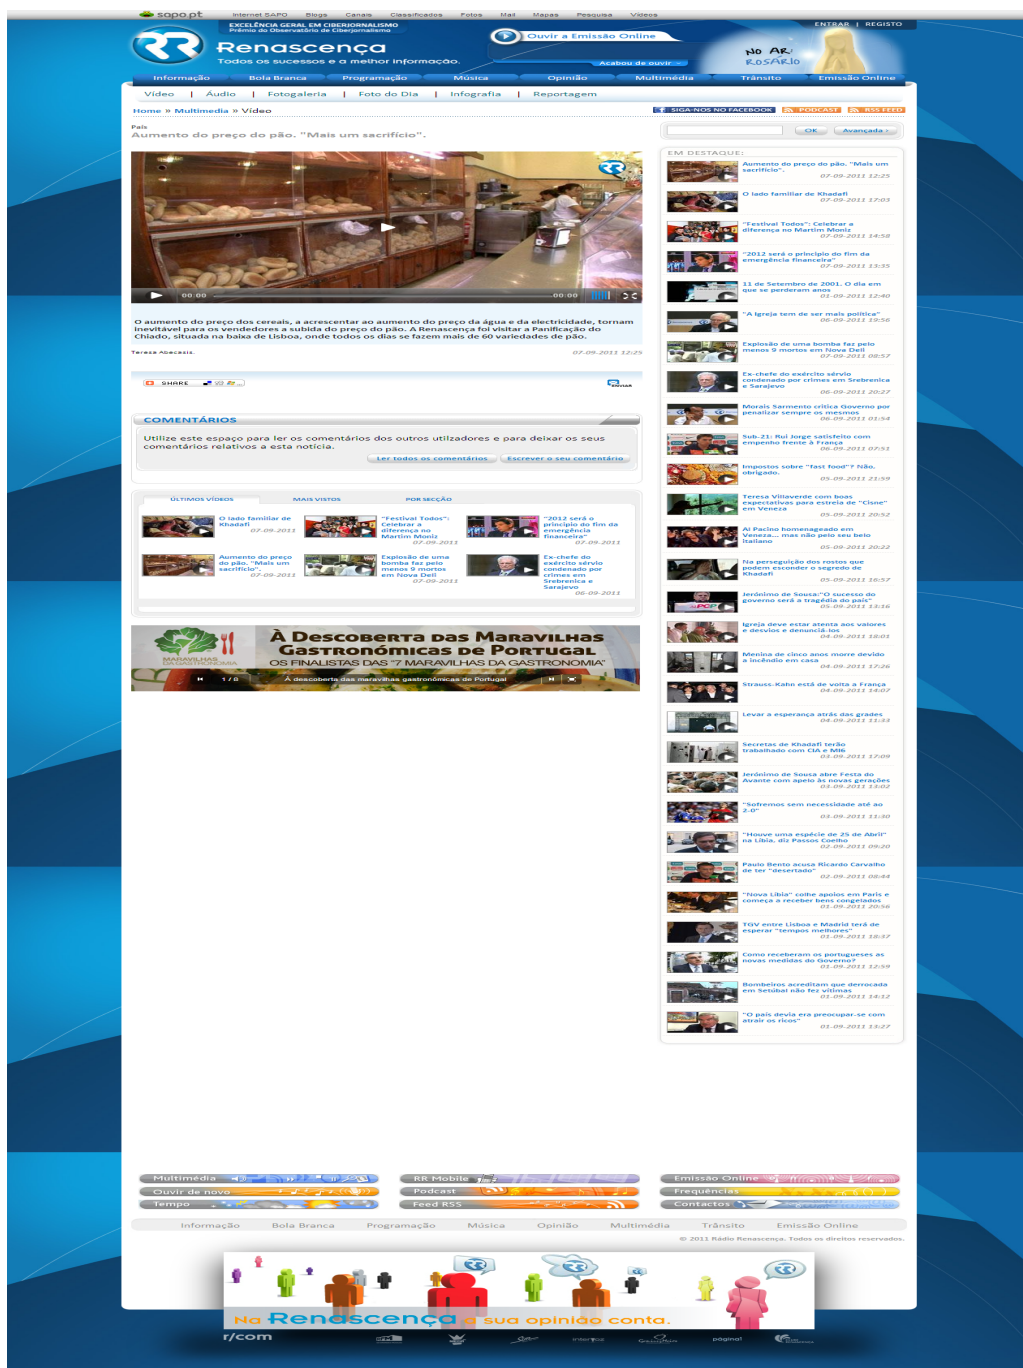 sapo.pt Internet SAPO Blogs Canais Classificados Fotos Mail Mapas Pesquisa Vídeos
EXCELÊNCIA GERAL EM CIBERJORNALISMO
Prémio do Observatório de Ciberjornalismo
ENTRAR | REGISTO
Ouvir a Emissão Online
Renascença
Todos os sucessos e a melhor informação.
NO AR:
ROSÁRIO
Acabou de ouvir
Informação Bola Branca Programação Música Opinião Multimédia Trânsito Emissão Online
Vídeo | Áudio | Fotogaleria | Foto do Dia | Infografia | Reportagem
Home » Multimedia » Vídeo
SIGA-NOS NO FACEBOOK PODCAST RSS FEED
País
Aumento do preço do pão. "Mais um sacrifício".
00:00 00:00
O aumento do preço dos cereais, a acrescentar ao aumento do preço da água e da electricidade, tornam
inevitável para os vendedores a subida do preço do pão. A Renascença foi visitar a Panificação do
Chiado, situada na baixa de Lisboa, onde todos os dias se fazem mais de 60 variedades de pão.
Teresa Abecasis. 07-09-2011 12:25
SHARE
ENVIAR
COMENTÁRIOS
Utilize este espaço para ler os comentários dos outros utilzadores e para deixar os seus
comentários relativos a esta notícia.
Ler todos os comentários Escrever o seu comentário
ÚLTIMOS VÍDEOS MAIS VISTOS POR SECÇÃO
O lado familiar de
Khadafi
07-09-2011
"Festival Todos":
Celebrar a
diferença no
Martim Moniz
07-09-2011
"2012 será o
princípio do fim da
emergência
financeira"
07-09-2011
Aumento do preço
do pão. "Mais um
sacrifício".
07-09-2011
Explosão de uma
bomba faz pelo
menos 9 mortos
em Nova Deli
07-09-2011
Ex-chefe do
exército sérvio
condenado por
crimes em
Srebrenica e
Sarajevo
06-09-2011
MARAVILHAS
DA GASTRONOMIA
À Descoberta das Maravilhas
Gastronómicas de Portugal
OS FINALISTAS DAS "7 MARAVILHAS DA GASTRONOMIA"
1 / 8 À descoberta das maravilhas gastronómicas de Portugal
OK Avançada
EM DESTAQUE:
Aumento do preço do pão. "Mais um
sacrifício".
07-09-2011 12:25
O lado familiar de Khadafi
07-09-2011 17:03
"Festival Todos": Celebrar a
diferença no Martim Moniz
07-09-2011 14:58
"2012 será o princípio do fim da
emergência financeira"
07-09-2011 13:35
11 de Setembro de 2001. O dia em
que se perderam anos
01-09-2011 12:40
"A Igreja tem de ser mais política"
06-09-2011 19:56
Explosão de uma bomba faz pelo
menos 9 mortos em Nova Deli
07-09-2011 08:57
Ex-chefe do exército sérvio
condenado por crimes em Srebrenica
e Sarajevo
06-09-2011 20:27
Morais Sarmento critica Governo por
penalizar sempre os mesmos
06-09-2011 01:54
Sub-21: Rui Jorge satisfeito com
empenho frente à França
06-09-2011 07:51
Impostos sobre "fast food"? Não,
obrigado.
05-09-2011 21:59
Teresa Villaverde com boas
expectativas para estreia de "Cisne"
em Veneza
05-09-2011 20:52
Al Pacino homenageado em
Veneza... mas não pelo seu belo
italiano
05-09-2011 20:22
Na perseguição dos rostos que
podem esconder o segredo de
Khadafi
05-09-2011 16:57
Jerónimo de Sousa:"O sucesso do
governo será a tragédia do país"
05-09-2011 13:16
Igreja deve estar atenta aos valores
e desvios e denunciá-los
04-09-2011 18:01
Menina de cinco anos morre devido
a incêndio em casa
04-09-2011 17:26
Strauss-Kahn está de volta a França
04-09-2011 14:07
Levar a esperança atrás das grades
04-09-2011 11:33
Secretas de Khadafi terão
trabalhado com CIA e MI6
03-09-2011 17:09
Jerónimo de Sousa abre Festa do
Avante com apelo às novas gerações
03-09-2011 13:02
"Sofremos sem necessidade até ao
2-0"
03-09-2011 11:30
"Houve uma espécie de 25 de Abril"
na Líbia, diz Passos Coelho
02-09-2011 09:20
Paulo Bento acusa Ricardo Carvalho
de ter "desertado"
02-09-2011 08:44
"Nova Líbia" colhe apoios em Paris e
começa a receber bens congelados
01-09-2011 20:56
TGV entre Lisboa e Madrid terá de
esperar "tempos melhores"
01-09-2011 18:37
Como receberam os portugueses as
novas medidas do Governo?
01-09-2011 12:59
Bombeiros acreditam que derrocada
em Setúbal não fez vítimas
01-09-2011 14:12
"O país devia era preocupar-se com
atrair os ricos"
01-09-2011 13:27
Multimédia RR Mobile Emissão Online
Ouvir de novo Podcast Frequências
Tempo Feed RSS Contactos
Informação Bola Branca Programação Música Opinião Multimédia Trânsito Emissão Online
© 2011 Rádio Renascença. Todos os direitos reservados.
Na Renascença a sua opinião conta.
r/com
intervoz
página1